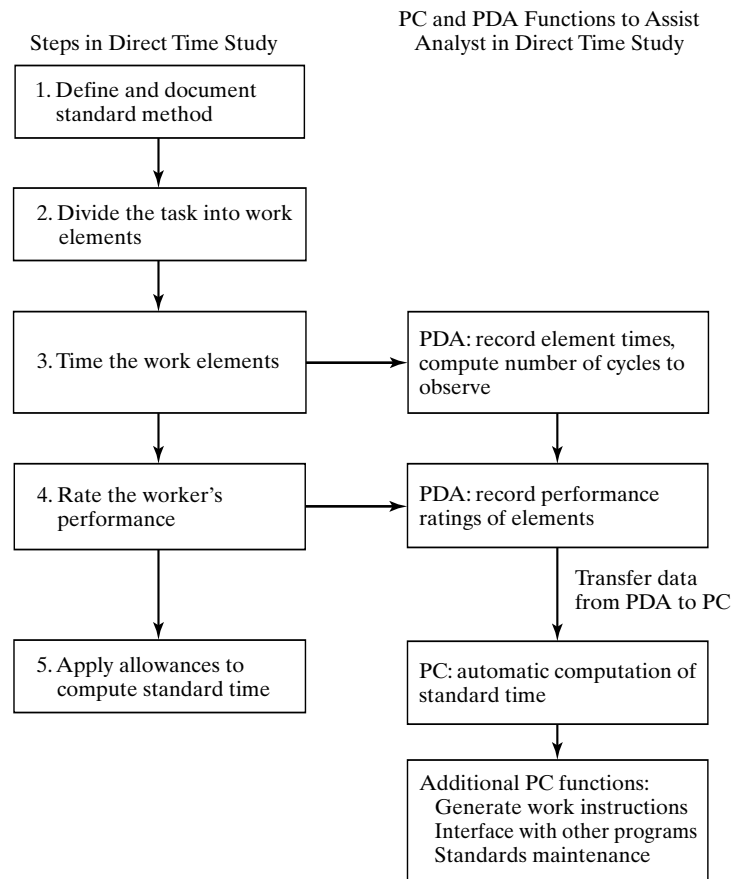 Steps in Direct Time Study
PC and PDA Functions to Assist
Analyst in Direct Time Study
1. Define and document
standard method
2. Divide the task into work
elements
3. Time the work elements
PDA: record element times,
compute number of cycles to
observe
4. Rate the worker's
performance
PDA: record performance
ratings of elements
Transfer data
from PDA to PC
5. Apply allowances to
compute standard time
PC: automatic computation of
standard time
Additional PC functions:
Generate work instructions
Interface with other programs
Standards maintenance